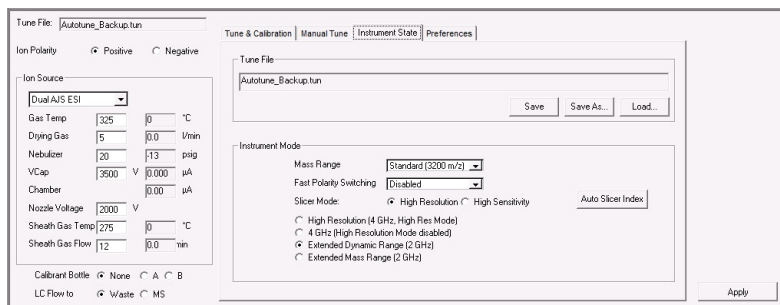 Tune File: Autotune_Backup.tun
Ion Polarity Positive Negative
Ion Source
Dual AJS ESI
Gas Temp 325 0 °C
Drying Gas 5 0.0 l/min
Nebulizer 20 -13 psig
VCap 3500 V 0.000 µA
Chamber 0.00 µA
Nozzle Voltage 2000 V
Sheath Gas Temp 275 0 °C
Sheath Gas Flow 12 0.0 min
Calibrant Bottle None A B
LC Flow to Waste MS
Tune & Calibration Manual Tune Instrument State Preferences
Tune File
Autotune_Backup.tun
Save Save As... Load...
Instrument Mode
Mass Range Standard (3200 m/z)
Fast Polarity Switching Disabled
Slicer Mode: High Resolution High Sensitivity Auto Slicer Index
High Resolution (4 GHz, High Res Mode)
4 GHz (High Resolution Mode disabled)
Extended Dynamic Range (2 GHz)
Extended Mass Range (2 GHz)
Apply